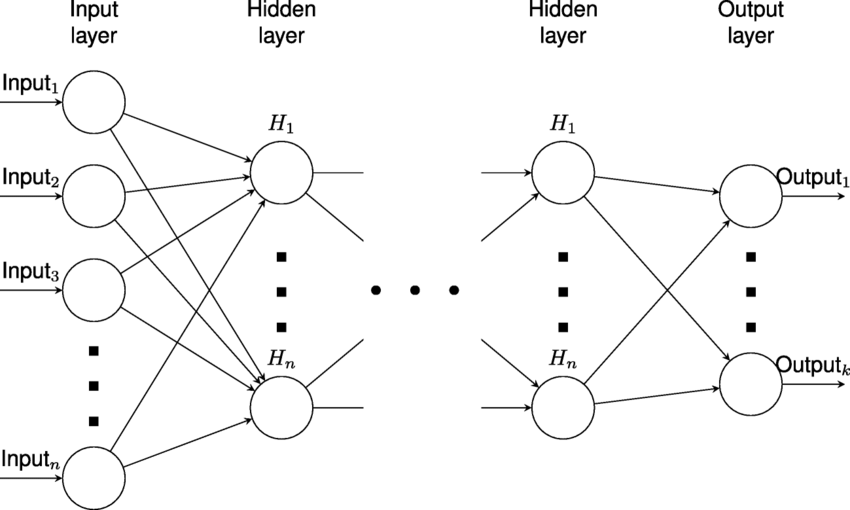 Input
layer
Hidden
layer
Hidden
layer
Output
layer
Input₁
Input₂
Input₃
Inputₙ
H₁
Hₙ
H₁
Hₙ
Output₁
Outputₖ